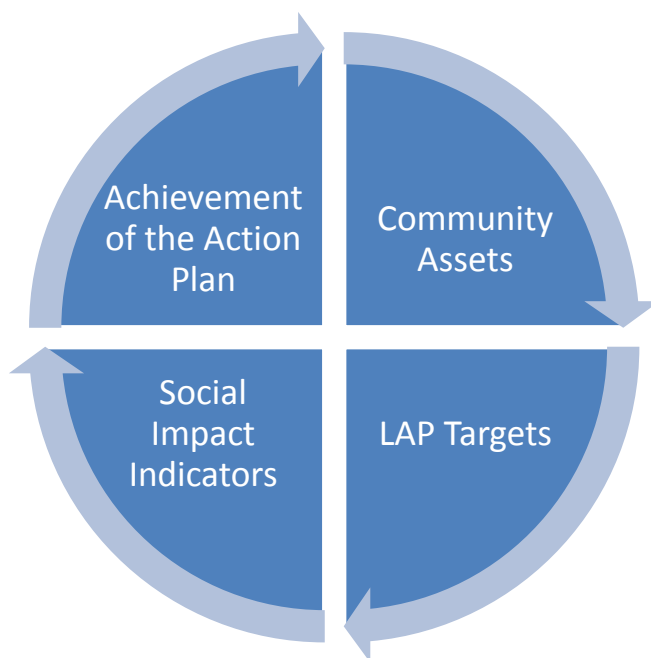 Achievement
of the Action
Plan
Community
Assets
Social
Impact
Indicators
LAP Targets